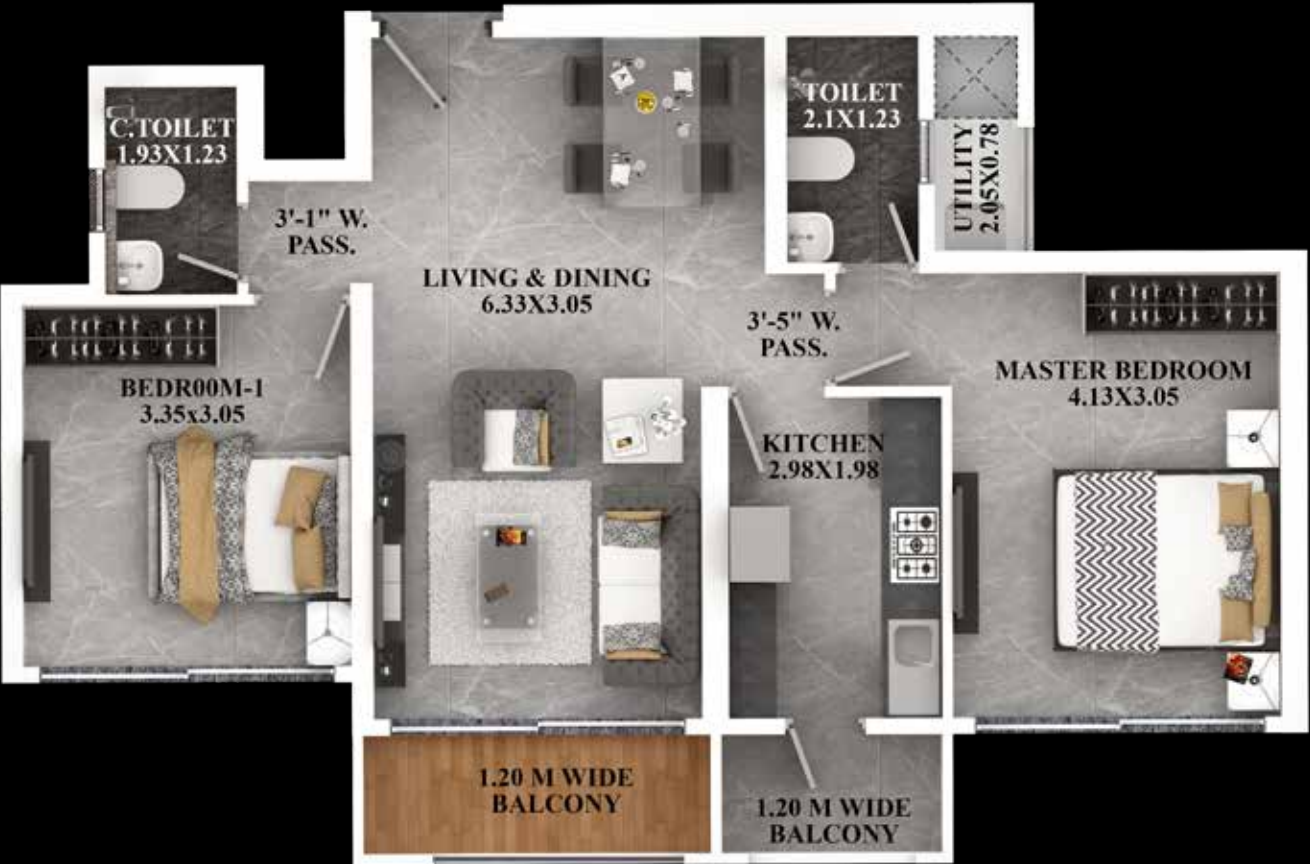 C.TOILET
1.93X1.23
3'-1" W.
PASS.
TOILET
2.1X1.23
UTILITY
2.05X0.78
LIVING & DINING
6.33X3.05
3'-5" W.
PASS.
BEDR00M-1
3.35x3.05
MASTER BEDROOM
4.13X3.05
KITCHEN
2.98X1.98
1.20 M WIDE
BALCONY
1.20 M WIDE
BALCONY